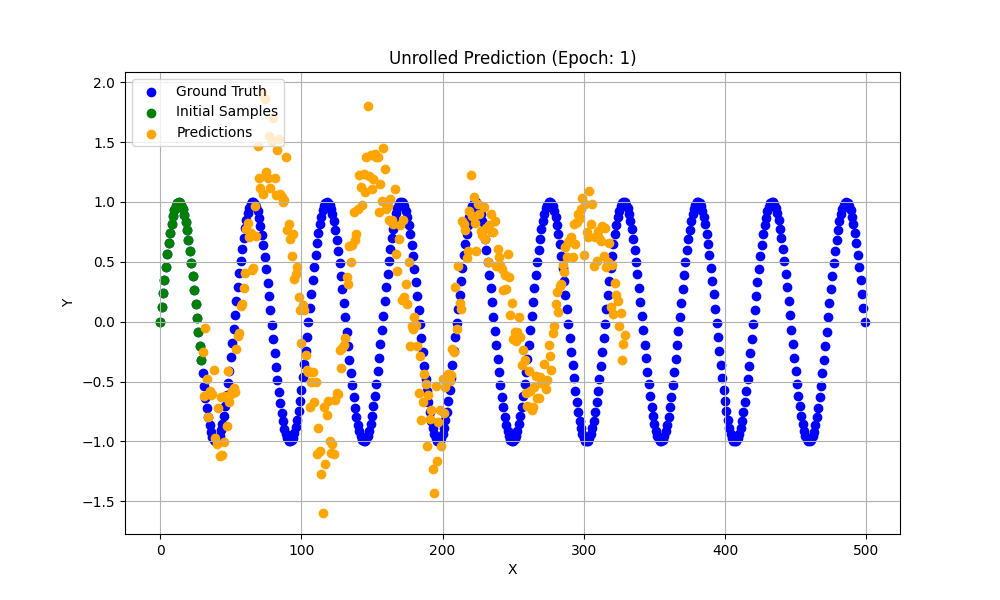 Unrolled Prediction (Epoch: 1)
Ground Truth
Initial Samples
Predictions
2.0
1.5
1.0
0.5
0.0
−0.5
−1.0
−1.5
Y
0
100
200
300
400
500
X